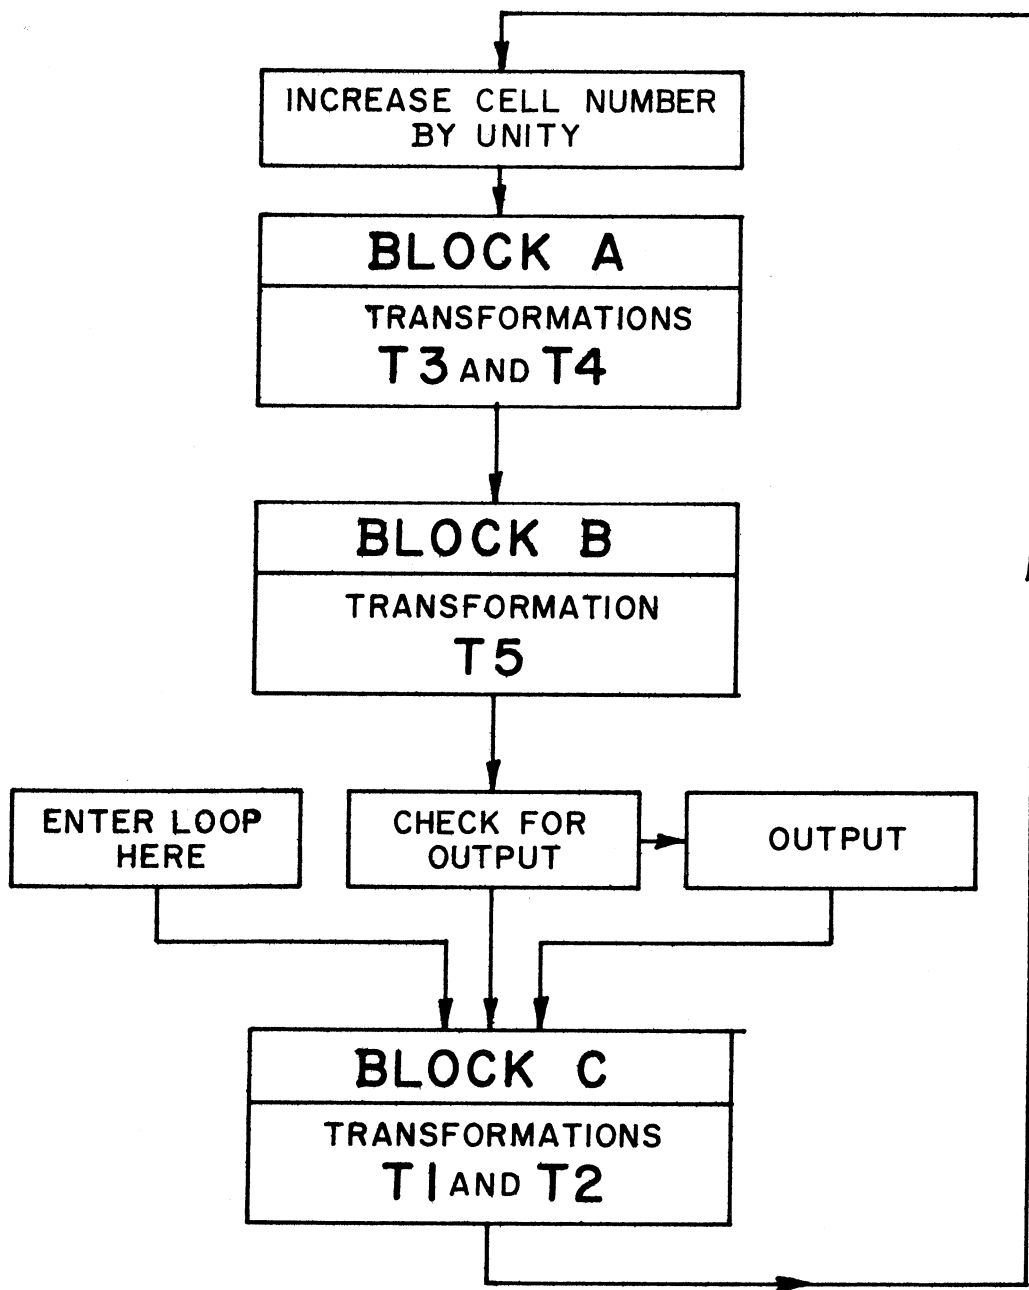 INCREASE CELL NUMBER
BY UNITY
BLOCK A
TRANSFORMATIONS
T3 AND T4
BLOCK B
TRANSFORMATION
T5
ENTER LOOP
HERE
CHECK FOR
OUTPUT
OUTPUT
BLOCK C
TRANSFORMATIONS
T1 AND T2